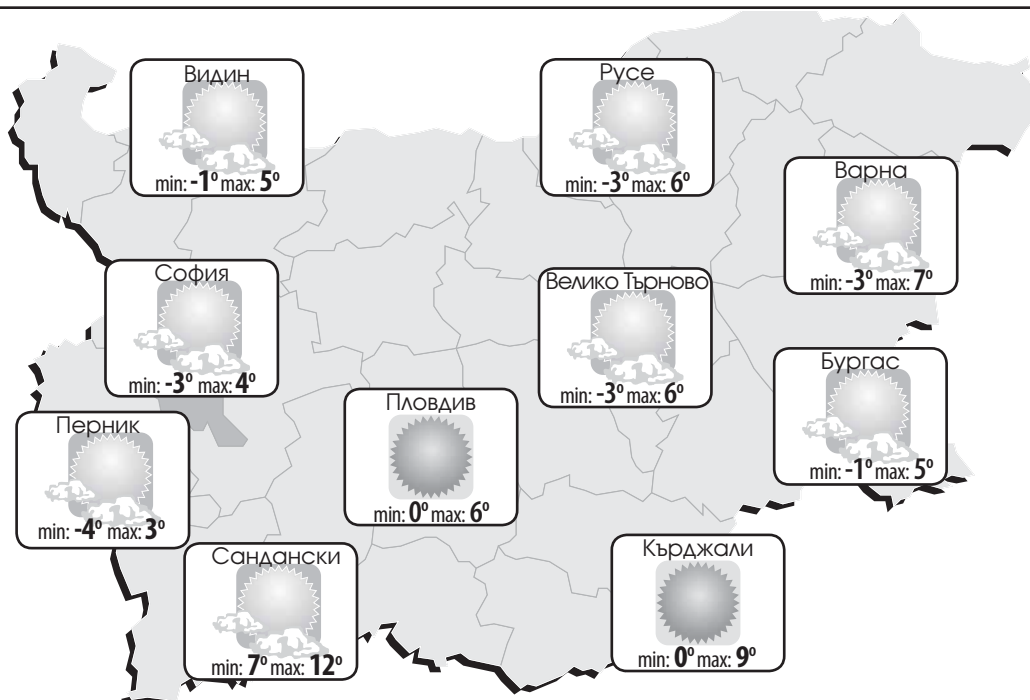 Видин
min: -1° max: 5°
Русе
min: -3° max: 6°
Варна
min: -3° max: 7°
София
min: -3° max: 4°
Велико Търново
min: -3° max: 6°
Бургас
min: -1° max: 5°
Пловдив
min: 0° max: 6°
Перник
min: -4° max: 3°
Сандански
min: 7° max: 12°
Кърджали
min: 0° max: 9°